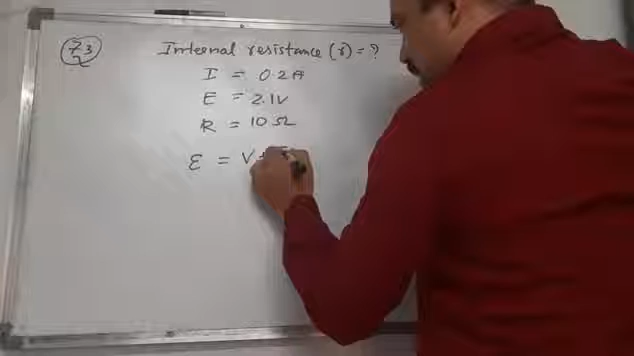 73 Internal resistance (r) = ?
I = 0.2A
E = 2.1V
R = 10 Ω
ε = V +